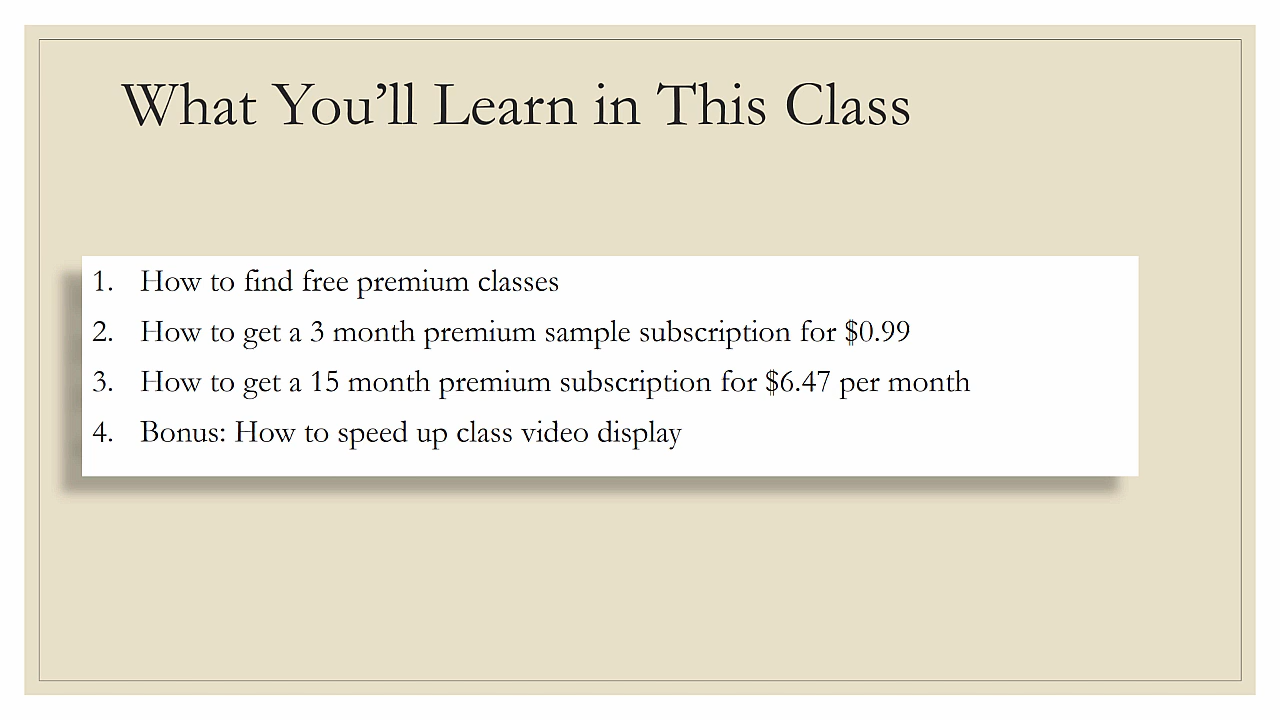 What You’ll Learn in This Class
1. How to find free premium classes
2. How to get a 3 month premium sample subscription for $0.99
3. How to get a 15 month premium subscription for $6.47 per month
4. Bonus: How to speed up class video display